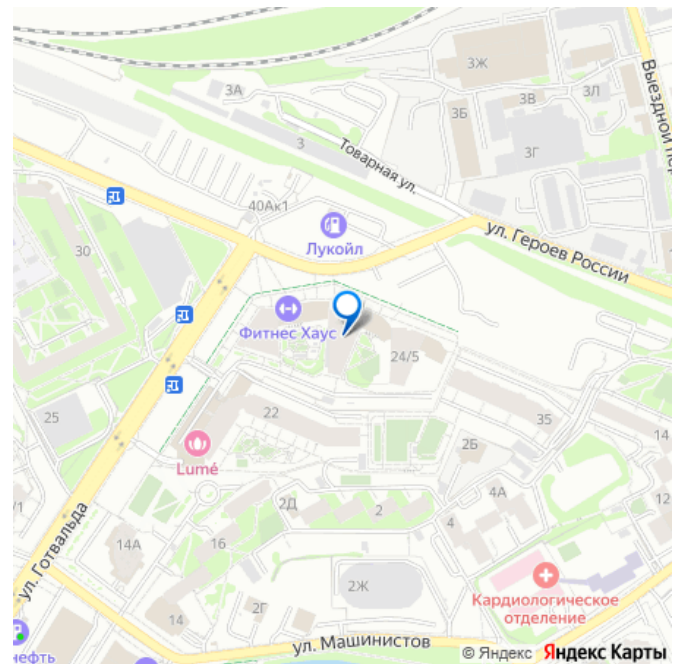 3Ж
3А
3В
3Л
3Б
Выездной пер
3
3Г
Товарная ул.
40Ак1
ул. Героев России
30
Лукойл
Фитнес Хаус
24/5
25
22
35
14
2Б
Lumé
4А
12
2Д
2
4
ул. Готвальда
14А
16
2Ж
Кардиологическое
отделение
14
2Г
ул. Машинистов
нефть
© Яндекс Яндекс Карты